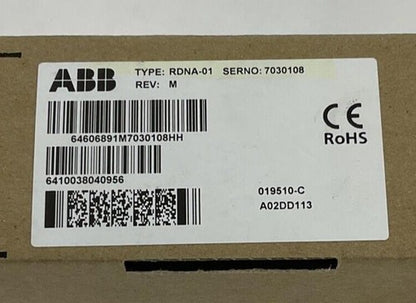 ABB
TYPE: RDNA-01 SERNO: 7030108
REV: M
64606891M7030108HH
CE
RoHS
6410038040956
019510-C
A02DD113